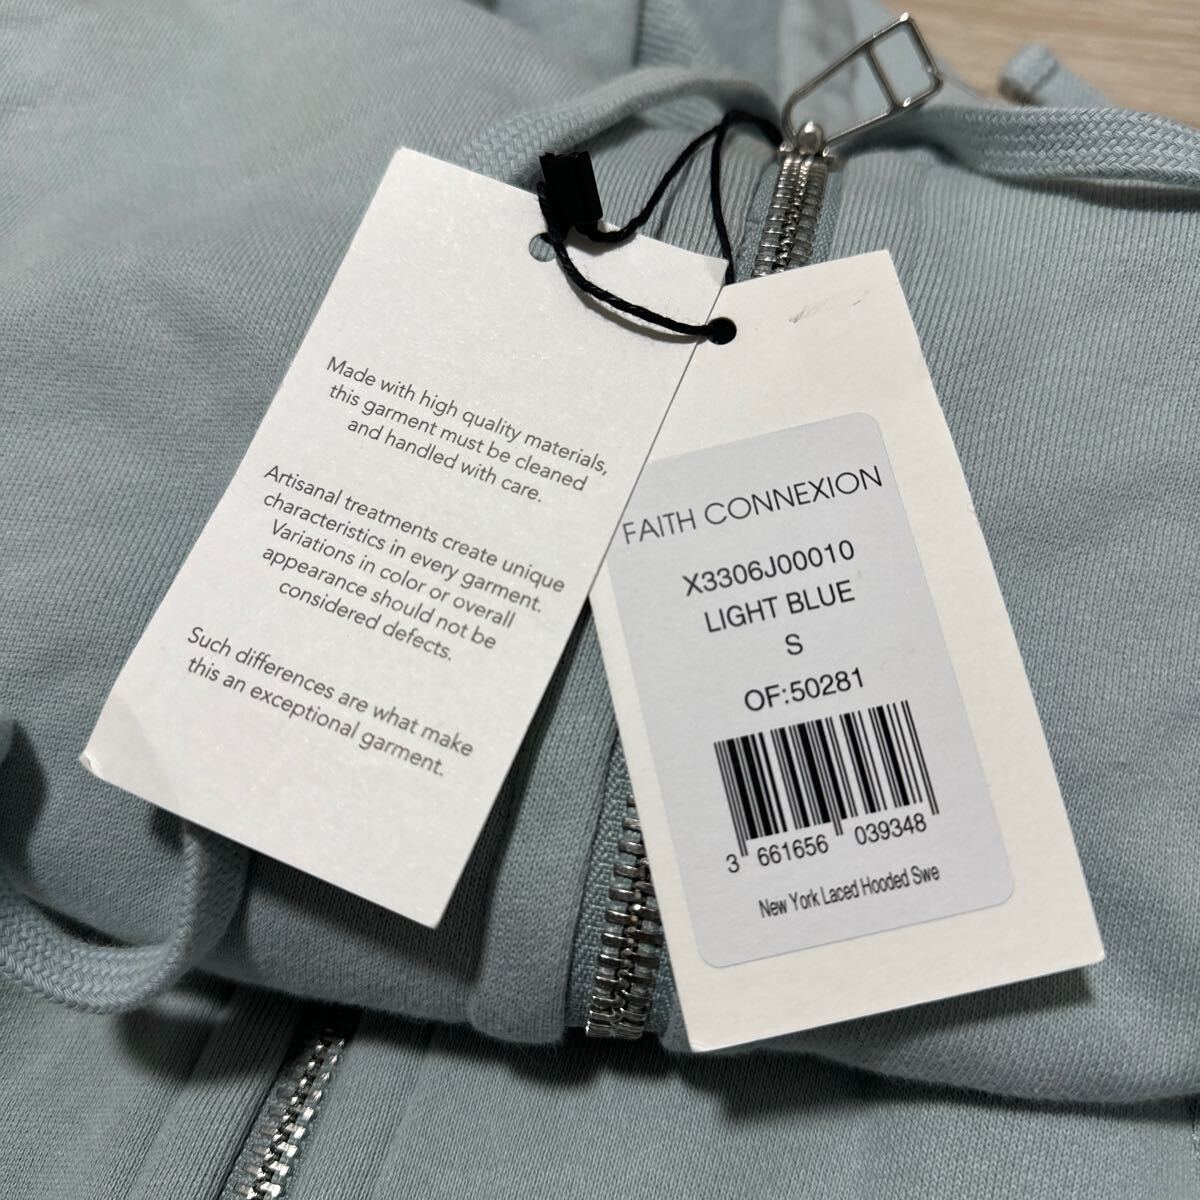 Made with high quality materials,
this garment must be cleaned
and handled with care.
Artisanal treatments create unique
characteristics in every garment.
Variations in color or overall
appearance should not be
considered defects.
Such differences are what make
this an exceptional garment.
FAITH CONNEXION
X3306J00010
LIGHT BLUE
S
OF:50281
3 661656 039348
New York Laced Hooded Swe